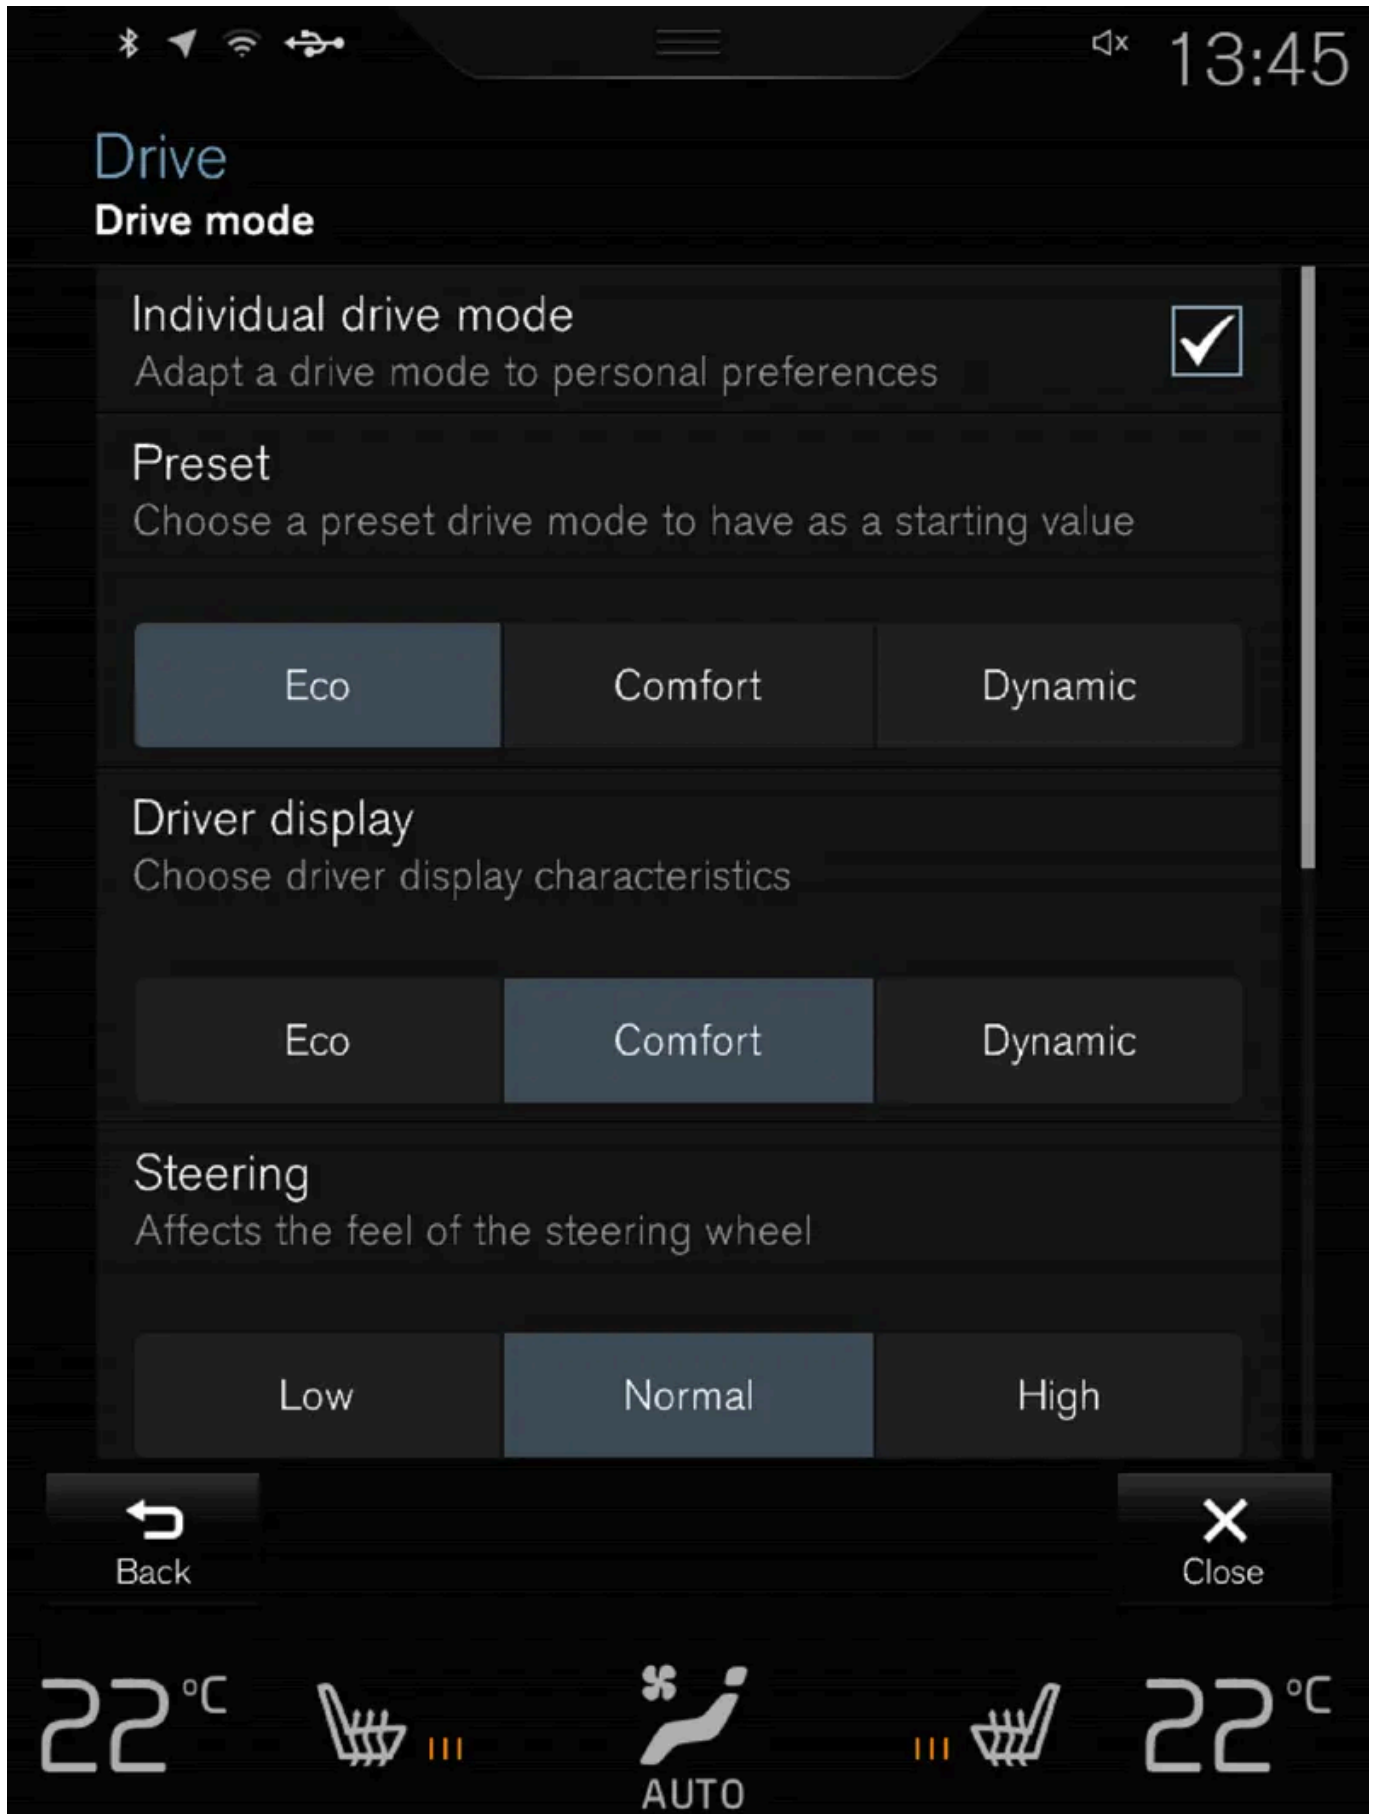 13:45
Drive
Drive mode
Individual drive mode
Adapt a drive mode to personal preferences
Preset
Choose a preset drive mode to have as a starting value
Eco Comfort Dynamic
Driver display
Choose driver display characteristics
Eco Comfort Dynamic
Steering
Affects the feel of the steering wheel
Low Normal High
Back Close
22°C 22°C
AUTO